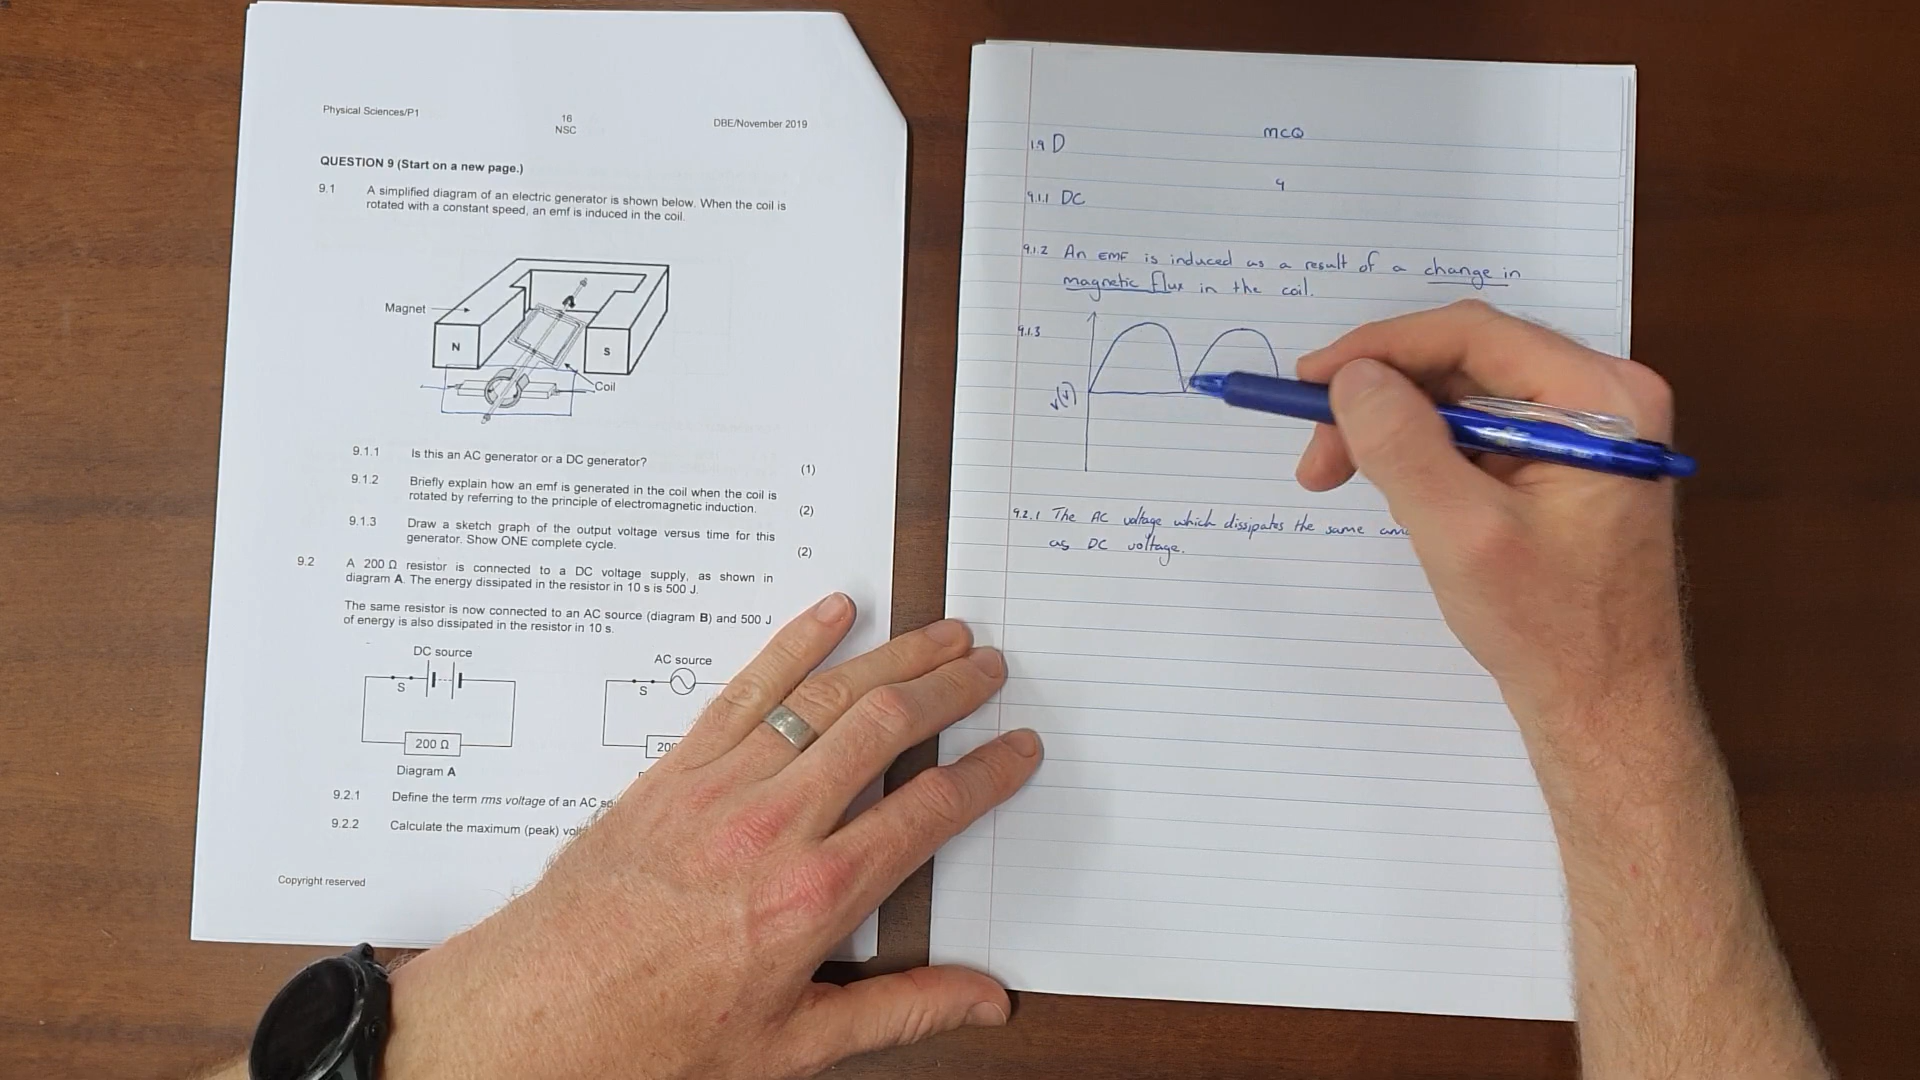 Physical Sciences/P1
16
NSC
DBE/November 2019
QUESTION 9 (Start on a new page.)
9.1 A simplified diagram of an electric generator is shown below. When the coil is
rotated with a constant speed, an emf is induced in the coil.
Magnet
N
S
Coil
9.1.1 Is this an AC generator or a DC generator? (1)
9.1.2 Briefly explain how an emf is generated in the coil when the coil is
rotated by referring to the principle of electromagnetic induction. (2)
9.1.3 Draw a sketch graph of the output voltage versus time for this
generator. Show ONE complete cycle. (2)
9.2 A 200 Ω resistor is connected to a DC voltage supply, as shown in
diagram A. The energy dissipated in the resistor in 10 s is 500 J.
The same resistor is now connected to an AC source (diagram B) and 500 J
of energy is also dissipated in the resistor in 10 s.
DC source
S
200 Ω
Diagram A
AC source
S
200
9.2.1 Define the term rms voltage of an AC
9.2.2 Calculate the maximum (peak)
Copyright reserved
MCQ
1.9 D
9
9.1.1 DC
9.1.2 An EMF is induced as a result of a change in
magnetic flux in the coil.
9.1.3
V(V)
9.2.1 The AC voltage which dissipates the same
as DC voltage.